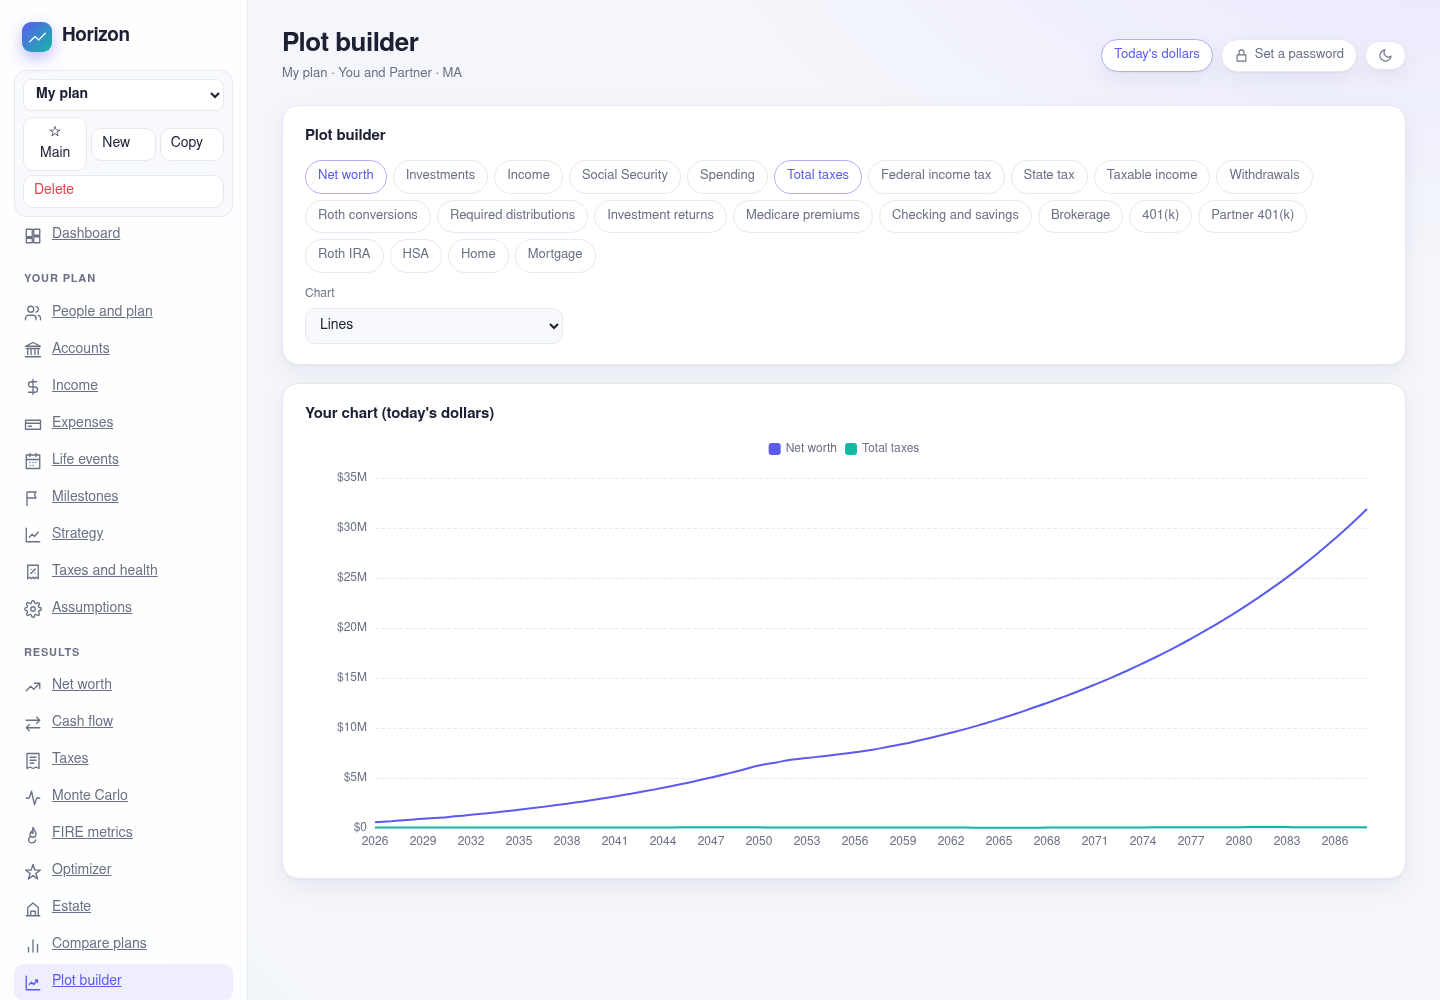 Horizon
My plan
☆ Main
New
Copy
Delete
Dashboard
YOUR PLAN
People and plan
Accounts
Income
Expenses
Life events
Milestones
Strategy
Taxes and health
Assumptions
RESULTS
Net worth
Cash flow
Taxes
Monte Carlo
FIRE metrics
Optimizer
Estate
Compare plans
Plot builder
Plot builder
My plan · You and Partner · MA
Today's dollars
Set a password
Plot builder
Net worth Investments Income Social Security Spending Total taxes Federal income tax State tax Taxable income Withdrawals
Roth conversions Required distributions Investment returns Medicare premiums Checking and savings Brokerage 401(k) Partner 401(k)
Roth IRA HSA Home Mortgage
Chart
Lines
Your chart (today's dollars)
Net worth Total taxes
$35M
$30M
$25M
$20M
$15M
$10M
$5M
$0
2026 2029 2032 2035 2038 2041 2044 2047 2050 2053 2056 2059 2062 2065 2068 2071 2074 2077 2080 2083 2086